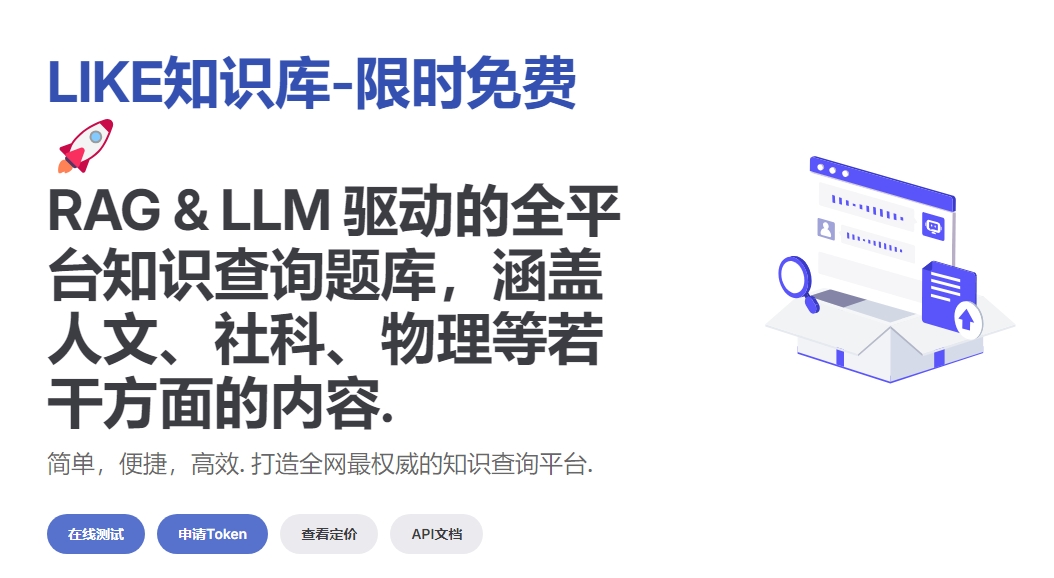 LIKE知识库-限时免费
🚀
RAG & LLM 驱动的全平
台知识查询题库，涵盖
人文、社科、物理等若
干方面的内容.
简单，便捷，高效. 打造全网最权威的知识查询平台.
在线测试
申请Token
查看定价
API文档